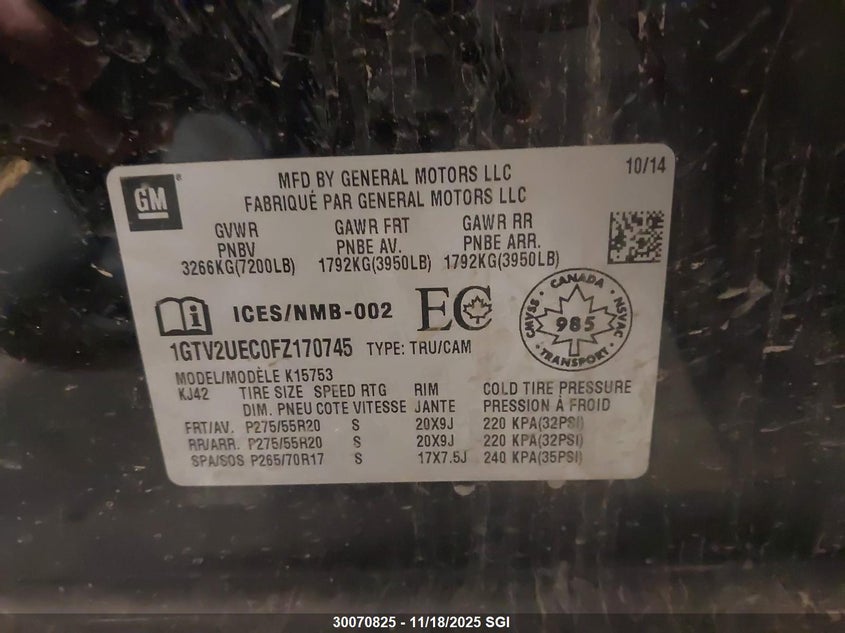 GM
MFD BY GENERAL MOTORS LLC
FABRIQUÉ PAR GENERAL MOTORS LLC
10/14
GVWR GAWR FRT GAWR RR
PNBV PNBE AV. PNBE ARR.
3266KG(7200LB) 1792KG(3950LB) 1792KG(3950LB)
ICES/NMB-002 EC
CANADA
CMVSS 985 NSVAC
TRANSPORT
1GTV2UEC0FZ170745 TYPE: TRU/CAM
MODEL/MODÈLE K15753
KJ42 TIRE SIZE SPEED RTG RIM COLD TIRE PRESSURE
DIM. PNEU COTE VITESSE JANTE PRESSION À FROID
FRT/AV. P275/55R20 S 20X9J 220 KPA(32PSI)
RR/ARR. P275/55R20 S 20X9J 220 KPA(32PSI)
SPA/SOS P265/70R17 S 17X7.5J 240 KPA(35PSI)
30070825 - 11/18/2025 SGI